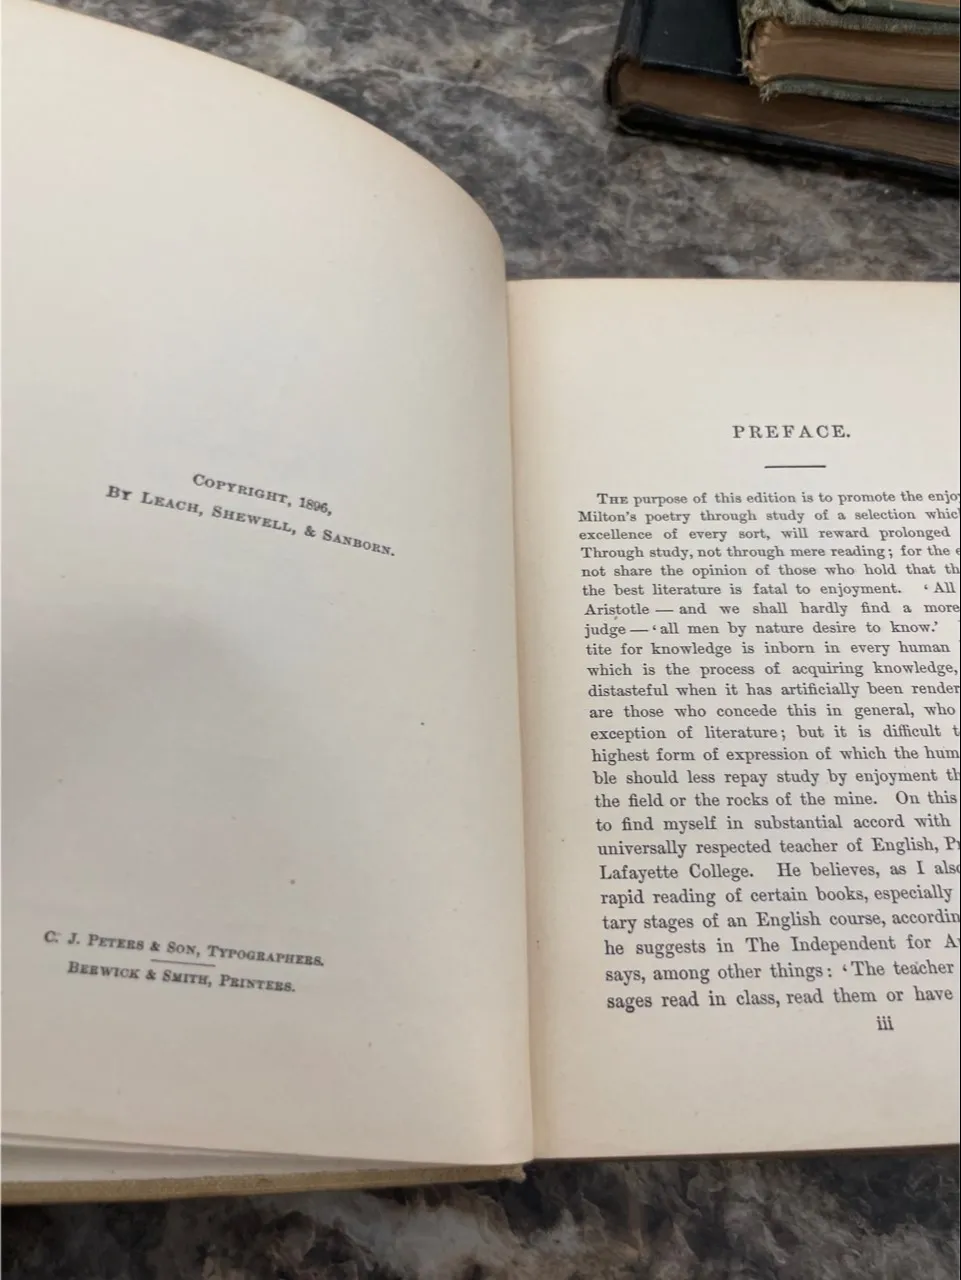 COPYRIGHT, 1896,
BY LEACH, SHEWELL, & SANBORN.
C. J. PETERS & SON, TYPOGRAPHERS.
BERWICK & SMITH, PRINTERS.
PREFACE.
THE purpose of this edition is to promote the enjo
Milton's poetry through study of a selection whic
excellence of every sort, will reward prolonged
Through study, not through mere reading; for the e
not share the opinion of those who hold that th
the best literature is fatal to enjoyment. 'All
Aristotle — and we shall hardly find a more
judge — 'all men by nature desire to know.'
tite for knowledge is inborn in every human
which is the process of acquiring knowledge,
distasteful when it has artificially been render
are those who concede this in general, who
exception of literature; but it is difficult t
highest form of expression of which the hum
ble should less repay study by enjoyment th
the field or the rocks of the mine. On this
to find myself in substantial accord with
universally respected teacher of English, Pr
Lafayette College. He believes, as I also
rapid reading of certain books, especially
tary stages of an English course, accordin
he suggests in The Independent for A
says, among other things: 'The teacher
sages read in class, read them or have
iii